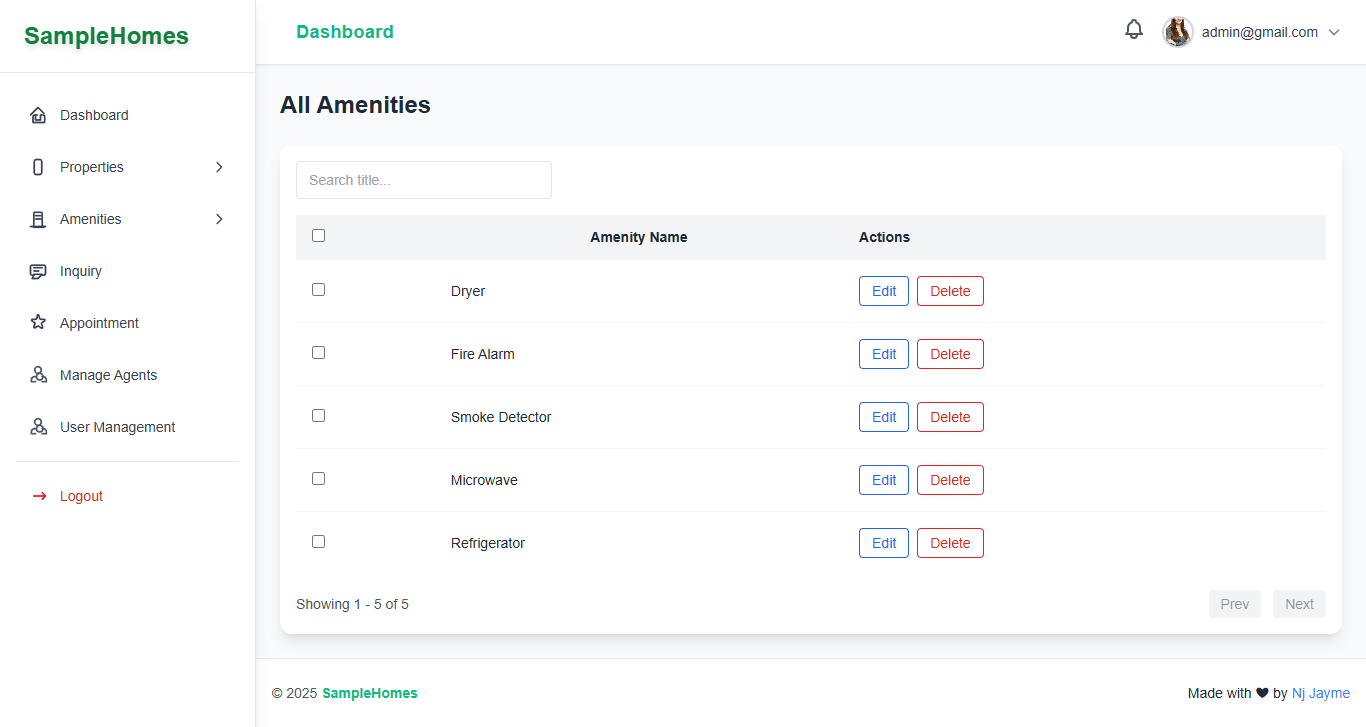 SampleHomes
Dashboard
admin@gmail.com
Dashboard
Properties
Amenities
Inquiry
Appointment
Manage Agents
User Management
Logout
All Amenities
Search title...
Amenity Name Actions
Dryer Edit Delete
Fire Alarm Edit Delete
Smoke Detector Edit Delete
Microwave Edit Delete
Refrigerator Edit Delete
Showing 1 - 5 of 5 Prev Next
© 2025 SampleHomes Made with ❤ by Nj Jayme